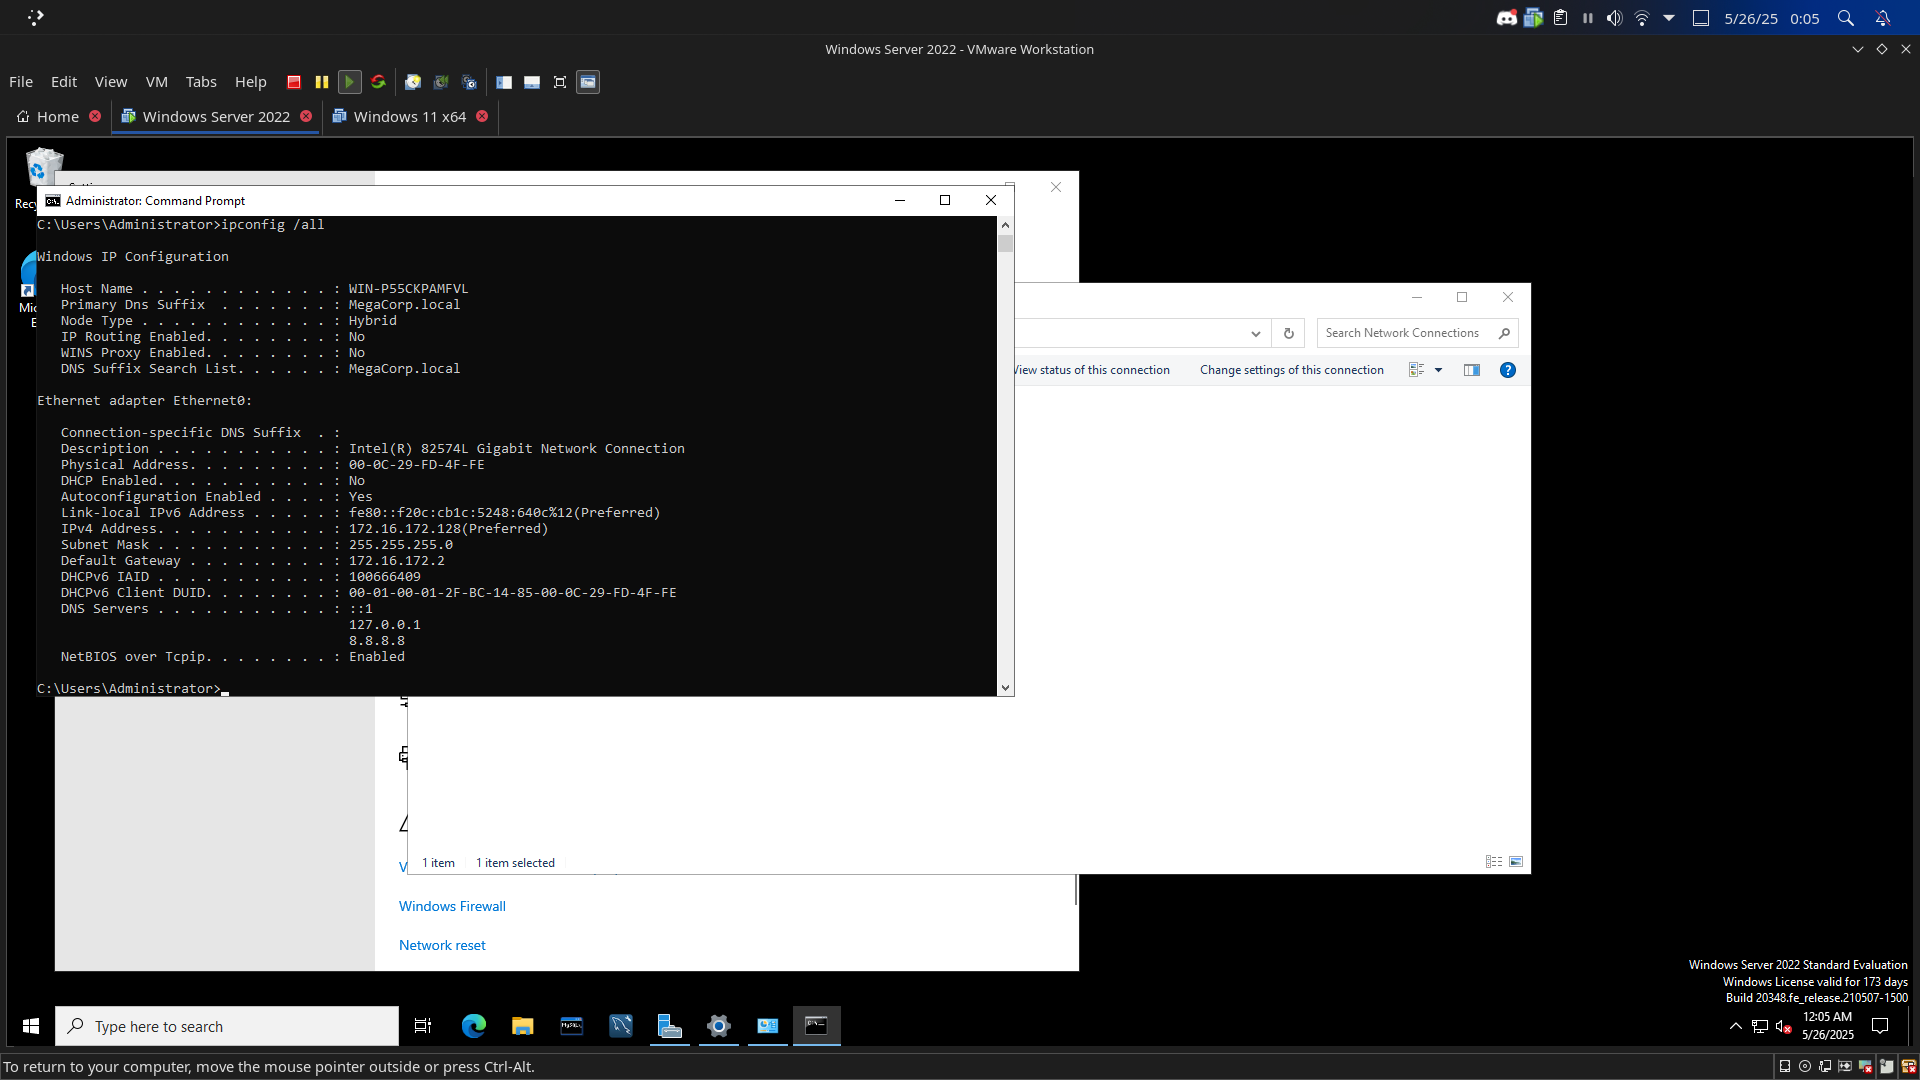 5/26/25 0:05
Windows Server 2022 - VMware Workstation
File Edit View VM Tabs Help
Home Windows Server 2022 Windows 11 x64
Administrator: Command Prompt
C:\Users\Administrator>ipconfig /all
Windows IP Configuration
Host Name . . . . . . . . . . . . : WIN-P55CKPAMFVL
Primary Dns Suffix . . . . . . . : MegaCorp.local
Node Type . . . . . . . . . . . . : Hybrid
IP Routing Enabled. . . . . . . . : No
WINS Proxy Enabled. . . . . . . . : No
DNS Suffix Search List. . . . . . : MegaCorp.local
Ethernet adapter Ethernet0:
Connection-specific DNS Suffix . :
Description . . . . . . . . . . . : Intel(R) 82574L Gigabit Network Connection
Physical Address. . . . . . . . . : 00-0C-29-FD-4F-FE
DHCP Enabled. . . . . . . . . . . : No
Autoconfiguration Enabled . . . . : Yes
Link-local IPv6 Address . . . . . : fe80::f20c:cb1c:5248:640c%12(Preferred)
IPv4 Address. . . . . . . . . . . : 172.16.172.128(Preferred)
Subnet Mask . . . . . . . . . . . : 255.255.255.0
Default Gateway . . . . . . . . . : 172.16.172.2
DHCPv6 IAID . . . . . . . . . . . : 100666409
DHCPv6 Client DUID. . . . . . . . : 00-01-00-01-2F-BC-14-85-00-0C-29-FD-4F-FE
DNS Servers . . . . . . . . . . . : ::1
127.0.0.1
8.8.8.8
NetBIOS over Tcpip. . . . . . . . : Enabled
C:\Users\Administrator>
Search Network Connections
View status of this connection Change settings of this connection
1 item 1 item selected
Windows Firewall
Network reset
Windows Server 2022 Standard Evaluation
Windows License valid for 173 days
Build 20348.fe_release.210507-1500
Type here to search
12:05 AM
5/26/2025
To return to your computer, move the mouse pointer outside or press Ctrl-Alt.